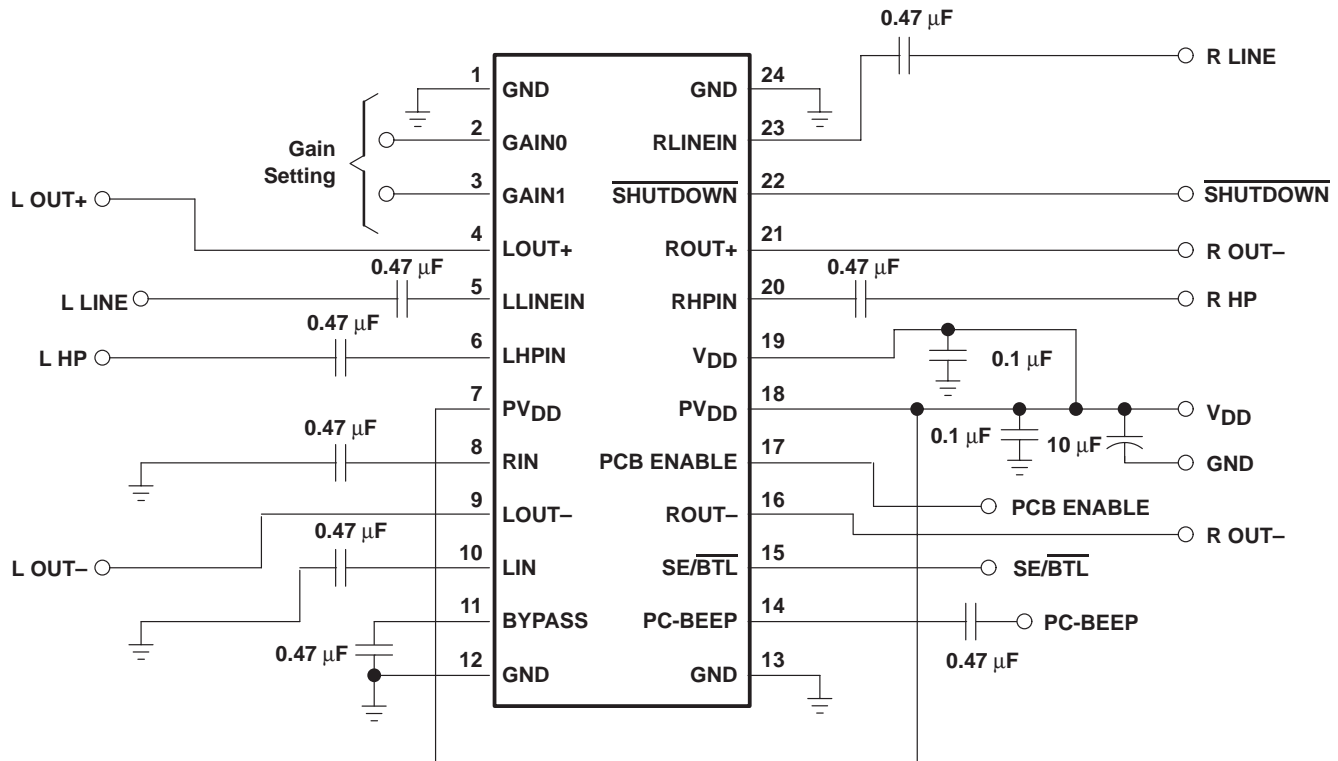 0.47 μF
R LINE
1
GND
GND
24
2
GAIN0
RLINEIN
23
Gain
Setting
3
GAIN1
SHUTDOWN
22
SHUTDOWN
L OUT+
4
LOUT+
ROUT+
21
R OUT–
0.47 μF
0.47 μF
L LINE
5
LLINEIN
RHPIN
20
R HP
0.47 μF
L HP
6
LHPIN
VDD
19
0.1 μF
7
PVDD
PVDD
18
VDD
0.47 μF
0.1 μF
10 μF
8
RIN
PCB ENABLE
17
GND
9
LOUT–
ROUT–
16
PCB ENABLE
0.47 μF
R OUT–
L OUT–
10
LIN
SE/BTL
15
SE/BTL
11
BYPASS
PC-BEEP
14
PC-BEEP
0.47 μF
0.47 μF
12
GND
GND
13